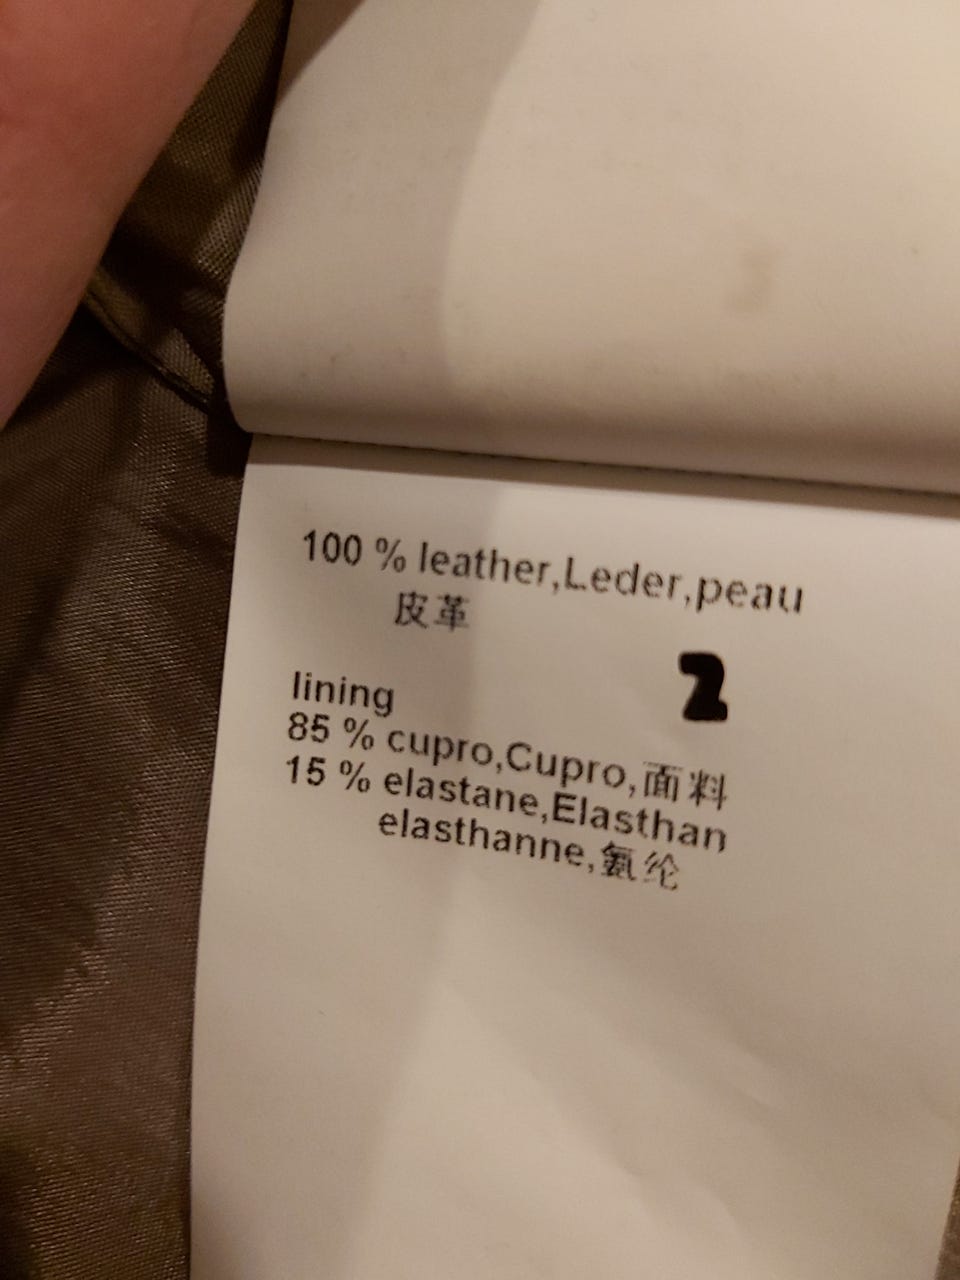 100 % leather,Leder,peau
皮革
2
lining
85 % cupro,Cupro,面料
15 % elastane,Elasthan
elasthanne,氨纶